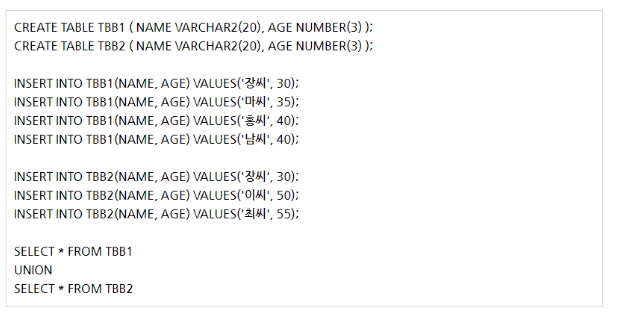 CREATE TABLE TBB1 ( NAME VARCHAR2(20), AGE NUMBER(3) );
CREATE TABLE TBB2 ( NAME VARCHAR2(20), AGE NUMBER(3) );
INSERT INTO TBB1(NAME, AGE) VALUES('장씨', 30);
INSERT INTO TBB1(NAME, AGE) VALUES('마씨', 35);
INSERT INTO TBB1(NAME, AGE) VALUES('홍씨', 40);
INSERT INTO TBB1(NAME, AGE) VALUES('남씨', 40);
INSERT INTO TBB2(NAME, AGE) VALUES('장씨', 30);
INSERT INTO TBB2(NAME, AGE) VALUES('이씨', 50);
INSERT INTO TBB2(NAME, AGE) VALUES('최씨', 55);
SELECT * FROM TBB1
UNION
SELECT * FROM TBB2